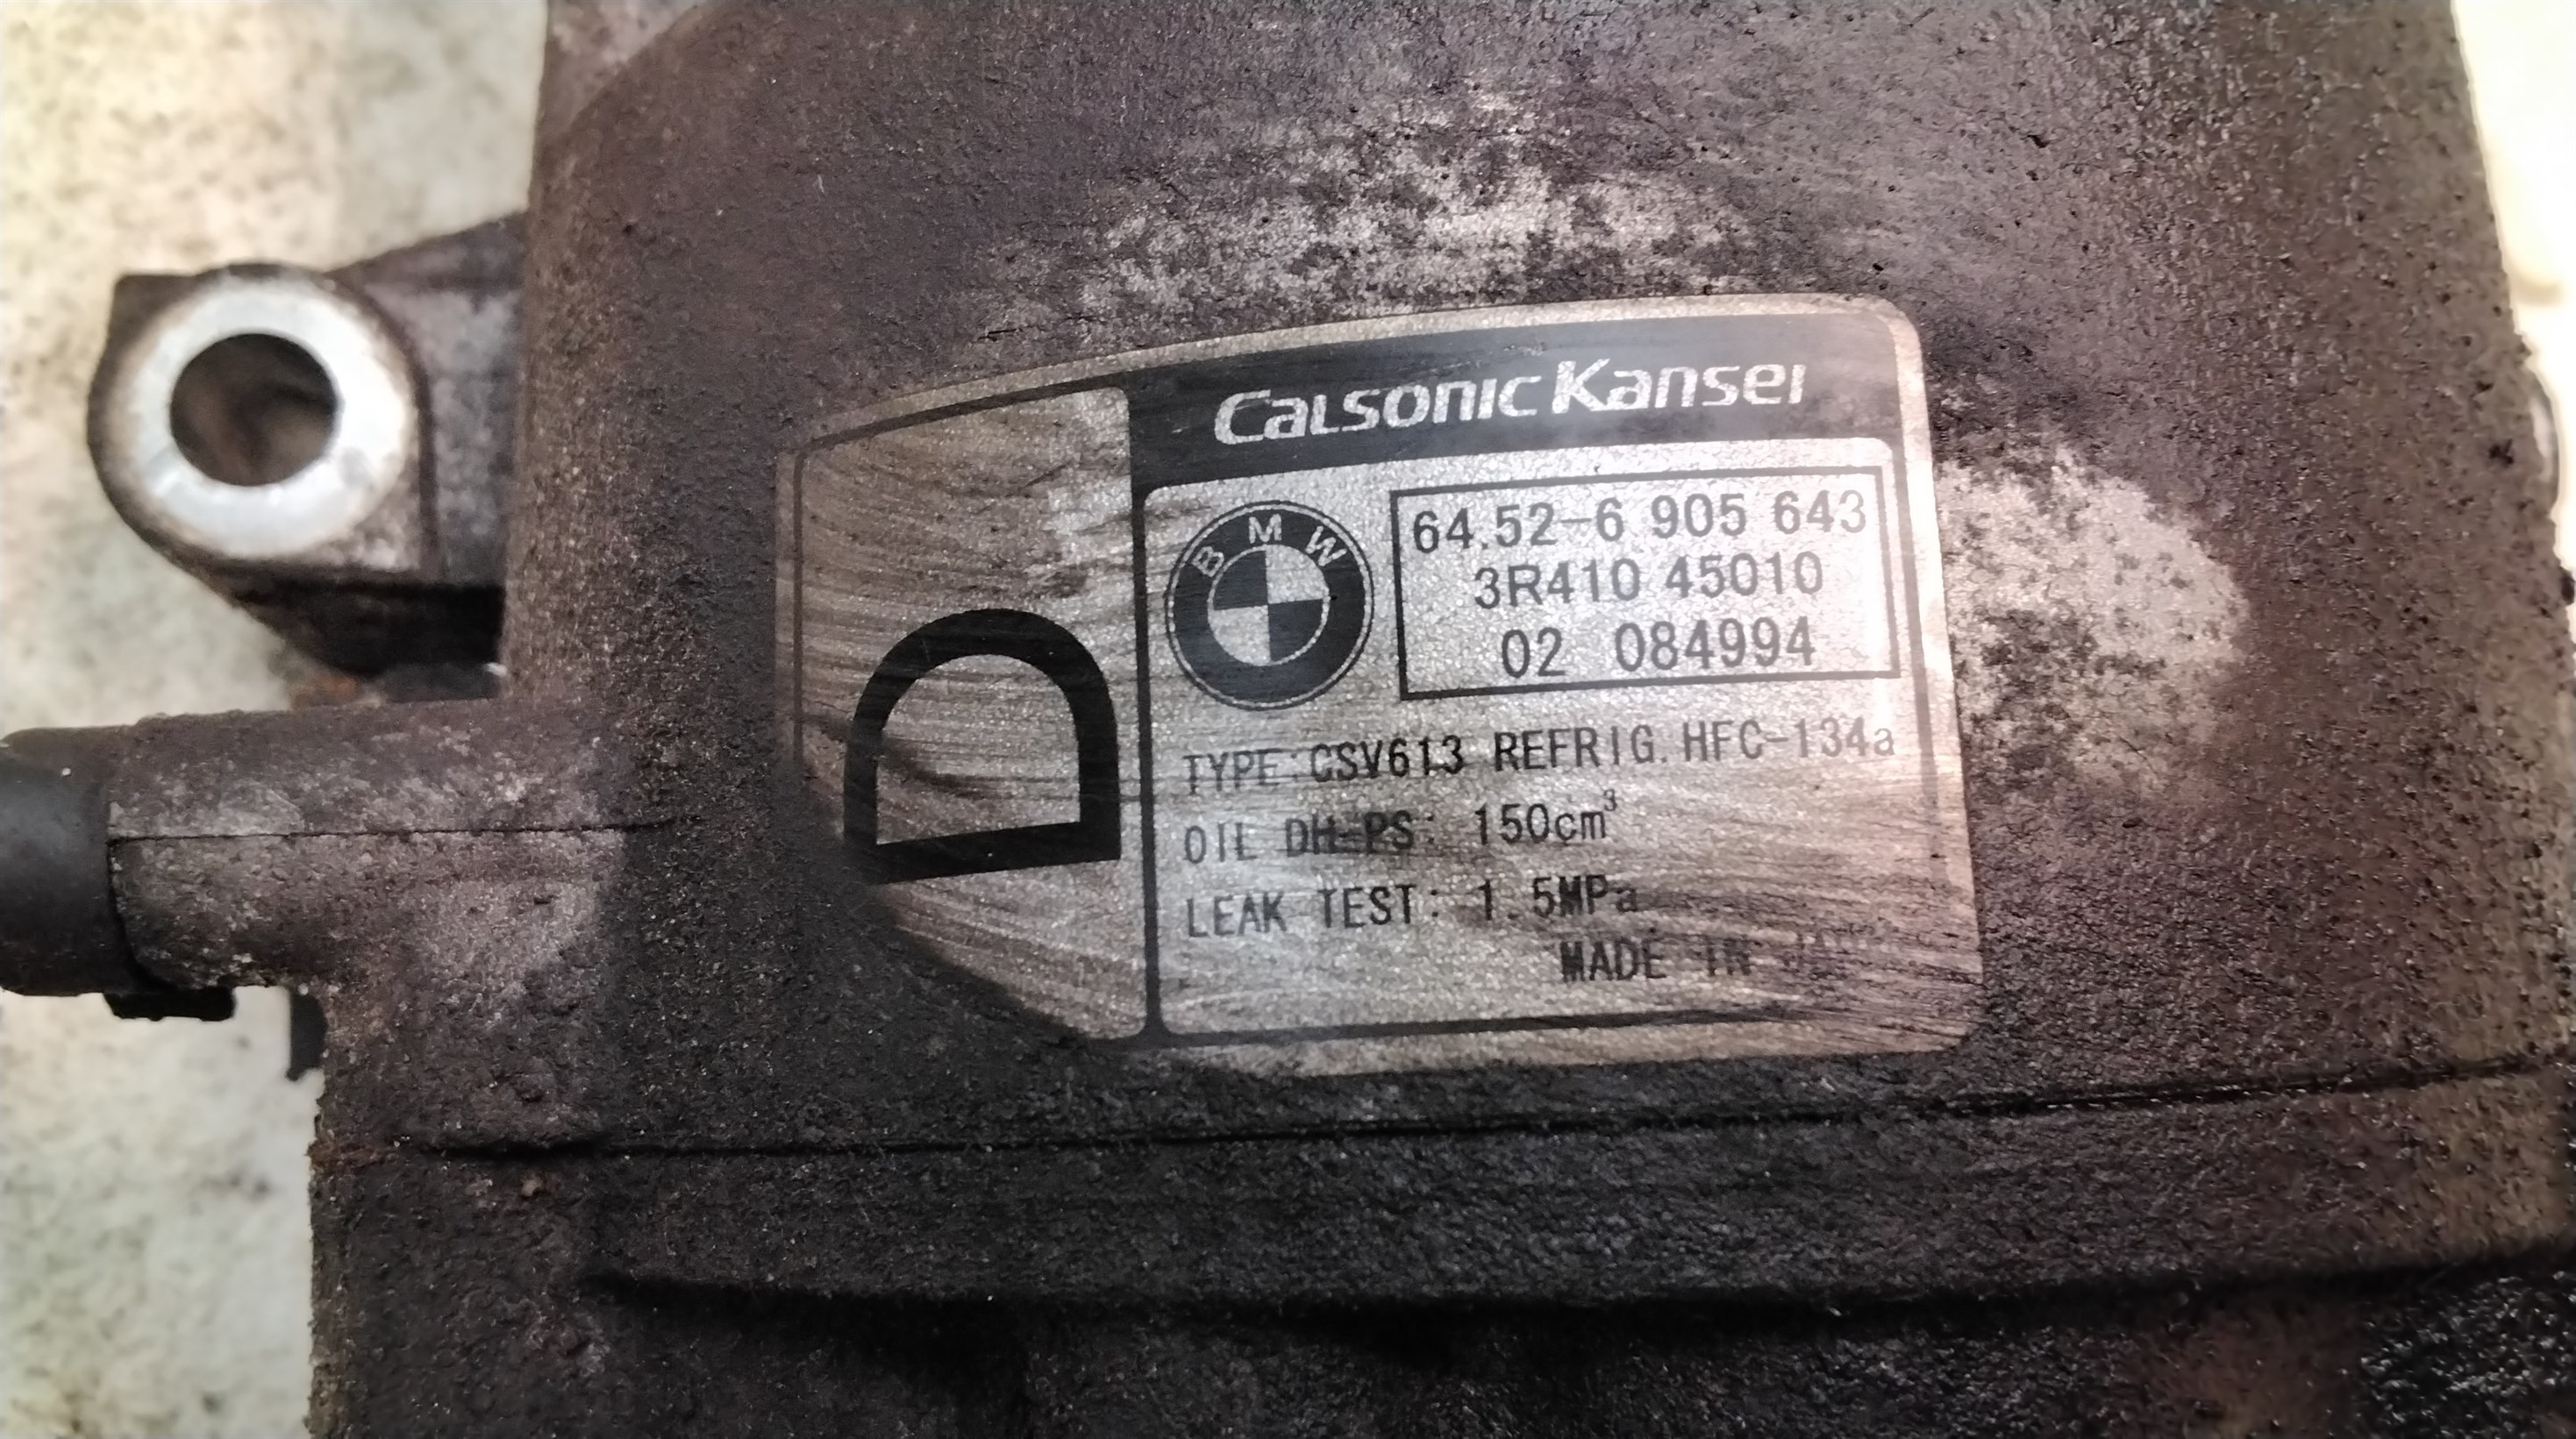 Calsonic Kansei
BMW
64.52-6 905 643
3R410 45010
02 084994
D
TYPE:CSV613 REFRIG. HFC-134a
OIL DH-PS: 150cm³
LEAK TEST: 1.5MPa
MADE IN